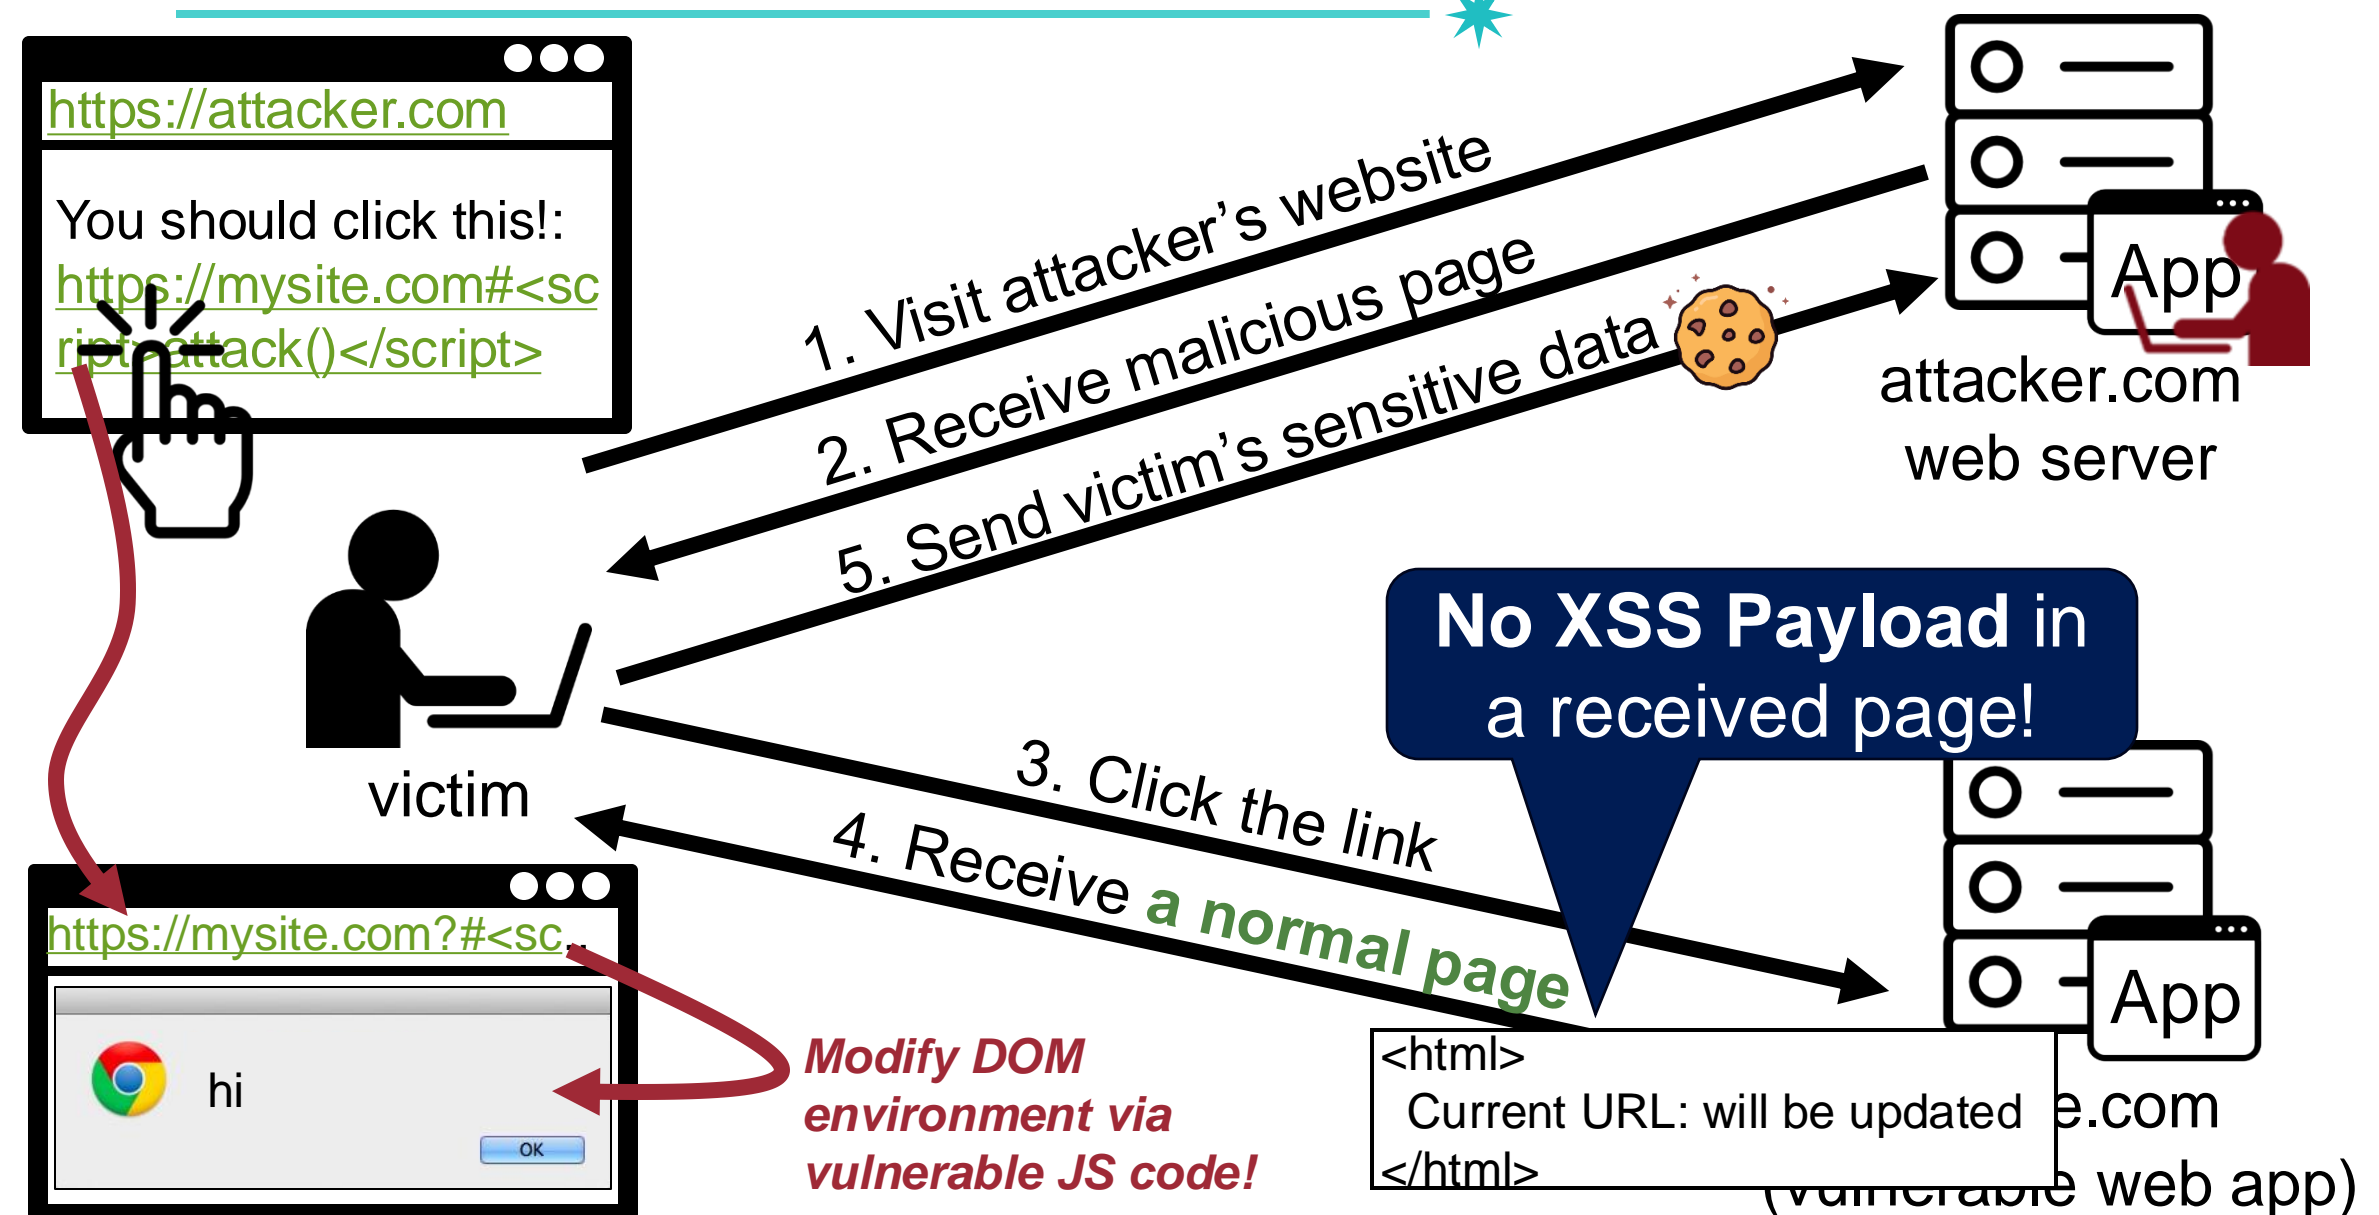 https://attacker.com
You should click this!:
https://mysite.com#<sc
ript>attack()</script>
1. Visit attacker's website
2. Receive malicious page
5. Send victim's sensitive data
App
attacker.com
web server
No XSS Payload in
a received page!
victim
3. Click the link
4. Receive a normal page
https://mysite.com?#<sc..
hi
OK
Modify DOM
environment via
vulnerable JS code!
<html>
Current URL: will be updated
</html>
App
e.com
(vulnerable web app)